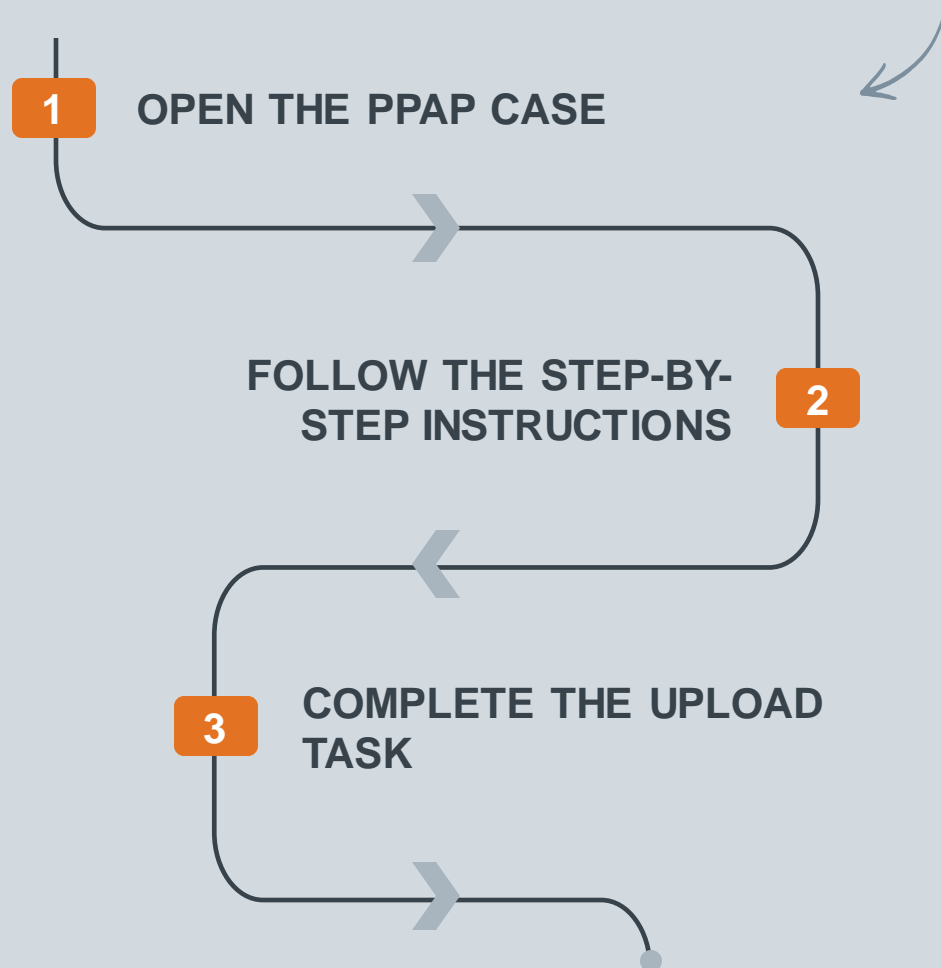 1
OPEN THE PPAP CASE
FOLLOW THE STEP-BY-
STEP INSTRUCTIONS
2
3
COMPLETE THE UPLOAD
TASK